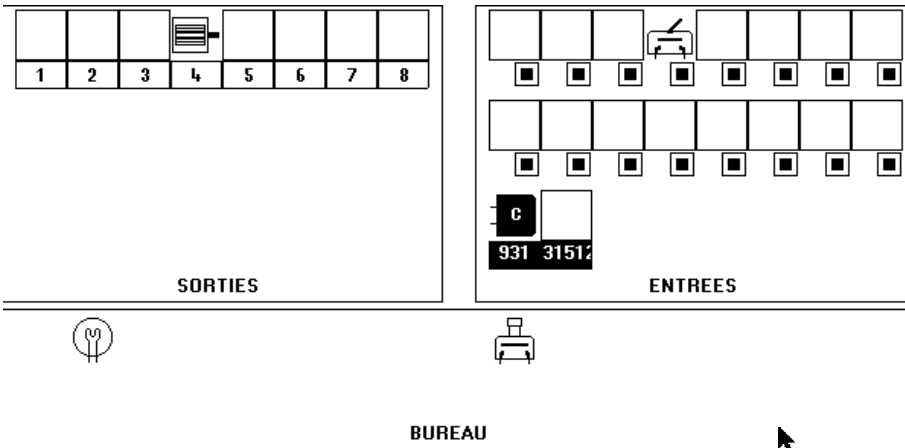 1 2 3 4 5 6 7 8
C
931 31512
SORTIES
ENTREES
BUREAU